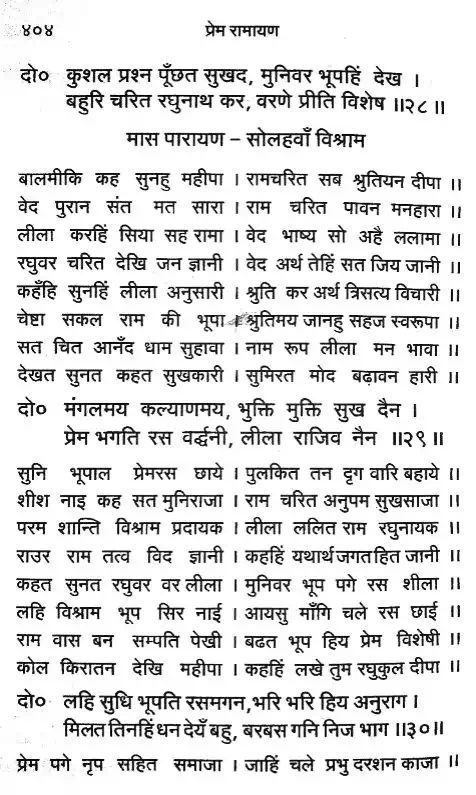 ४०४ प्रेम रामायण
दो० कुशल प्रश्न पूँछत सुखद, मुनिवर भूपहिं देख ।
बहुरि चरित रघुनाथ कर, वरणे प्रीति विशेष ॥२८॥
मास पारायण – सोलहवाँ विश्राम
बालमीकि कह सुनहु महीपा । रामचरित सब श्रुतियन दीपा ॥
वेद पुरान संत मत सारा । राम चरित पावन मनहारा ॥
लीला करहिं सिया सह रामा । वेद भाष्य सो अहै ललामा ॥
रघुवर चरित देखि जन ज्ञानी । वेद अर्थ तेहिं सत जिय जानी ॥
कहँहि सुनहिं लीला अनुसारी । श्रुति कर अर्थ त्रिसत्य विचारी ॥
चेष्टा सकल राम की भूपा । श्रुतिमय जानहु सहज स्वरूपा ॥
सत चित आनँद धाम सुहावा । नाम रूप लीला मन भावा ॥
देखत सुनत कहत सुखकारी । सुमिरत मोद बढ़ावन हारी ॥
दो० मंगलमय कल्याणमय, भुक्ति मुक्ति सुख दैन ।
प्रेम भगति रस वर्द्धनी, लीला राजिव नैन ॥२९॥
सुनि भूपाल प्रेमरस छाये । पुलकित तन दृग वारि बहाये ॥
शीश नाइ कह सत मुनिराजा । राम चरित अनुपम सुखसाजा ॥
परम शान्ति विश्राम प्रदायक । लीला ललित राम रघुनायक ॥
राउर राम तत्व विद ज्ञानी । कहहिं यथार्थ जगत हित जानी ॥
कहत सुनत रघुवर वर लीला । मुनिवर भूप पगे रस शीला ॥
लहि विश्राम भूप सिर नाई । आयसु माँगि चले रस छाई ॥
राम वास बन सम्पति पेखी । बढत भूप हिय प्रेम विशेषी ॥
कोल किरातन देखि महीपा । कहहिं लखे तुम रघुकुल दीपा ॥
दो० लहि सुधि भूपति रसमगन, भरि भरि हिय अनुराग ।
मिलत तिनहिं धन देयँ बहु, बरबस गनि निज भाग ॥३०॥
प्रेम पगे नृप सहित समाजा । जाहिं चले प्रभु दरशन काजा ॥